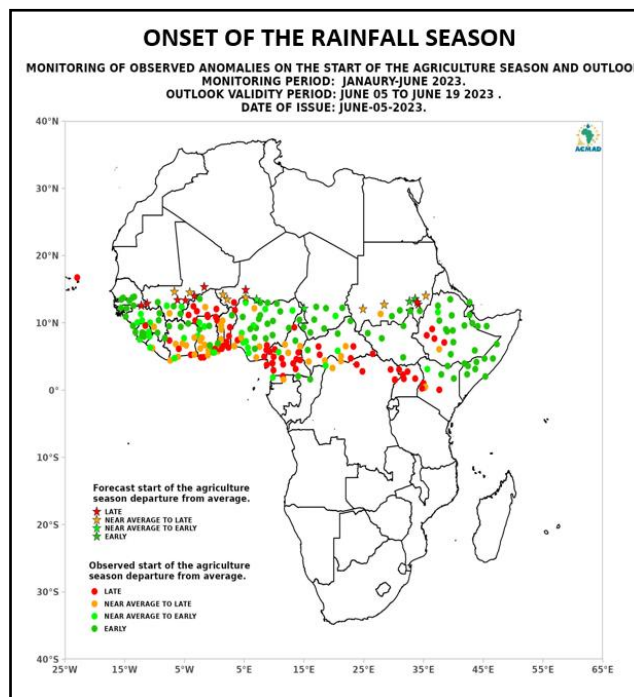 ONSET OF THE RAINFALL SEASON
MONITORING OF OBSERVED ANOMALIES ON THE START OF THE AGRICULTURE SEASON AND OUTLOOK
MONITORING PERIOD: JANAURY-JUNE 2023.
OUTLOOK VALIDITY PERIOD: JUNE 05 TO JUNE 19 2023 .
DATE OF ISSUE: JUNE-05-2023.
40°N
ACMAD
30°N
20°N
10°N
0°
10°S
20°S
30°S
40°S
Forecast start of the agriculture
season departure from average.
LATE
NEAR AVERAGE TO LATE
NEAR AVERAGE TO EARLY
EARLY
Observed start of the agriculture
season departure from average.
LATE
NEAR AVERAGE TO LATE
NEAR AVERAGE TO EARLY
EARLY
25°W 15°W 5°W 5°E 15°E 25°E 35°E 45°E 55°E 65°E